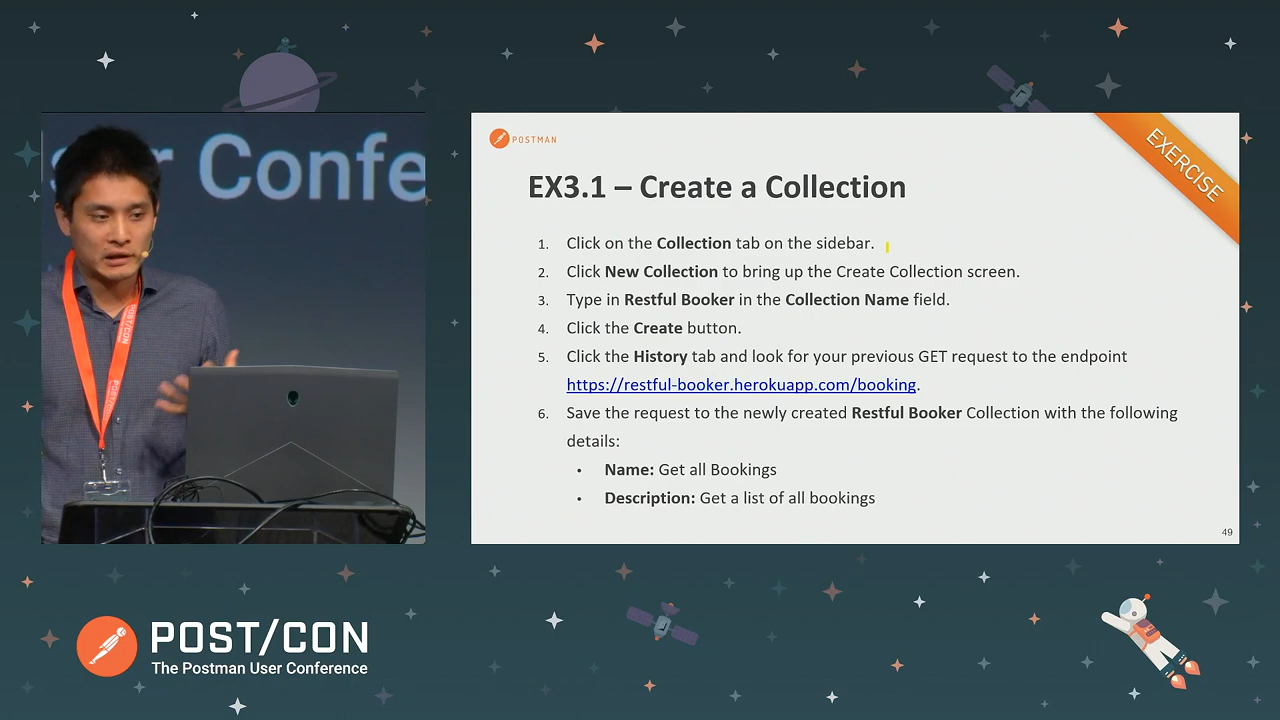 ser Confe
POSTMAN
EXERCISE
EX3.1 – Create a Collection
1. Click on the Collection tab on the sidebar.
2. Click New Collection to bring up the Create Collection screen.
3. Type in Restful Booker in the Collection Name field.
4. Click the Create button.
5. Click the History tab and look for your previous GET request to the endpoint
https://restful-booker.herokuapp.com/booking.
6. Save the request to the newly created Restful Booker Collection with the following
details:
• Name: Get all Bookings
• Description: Get a list of all bookings
49
POST/CON
The Postman User Conference